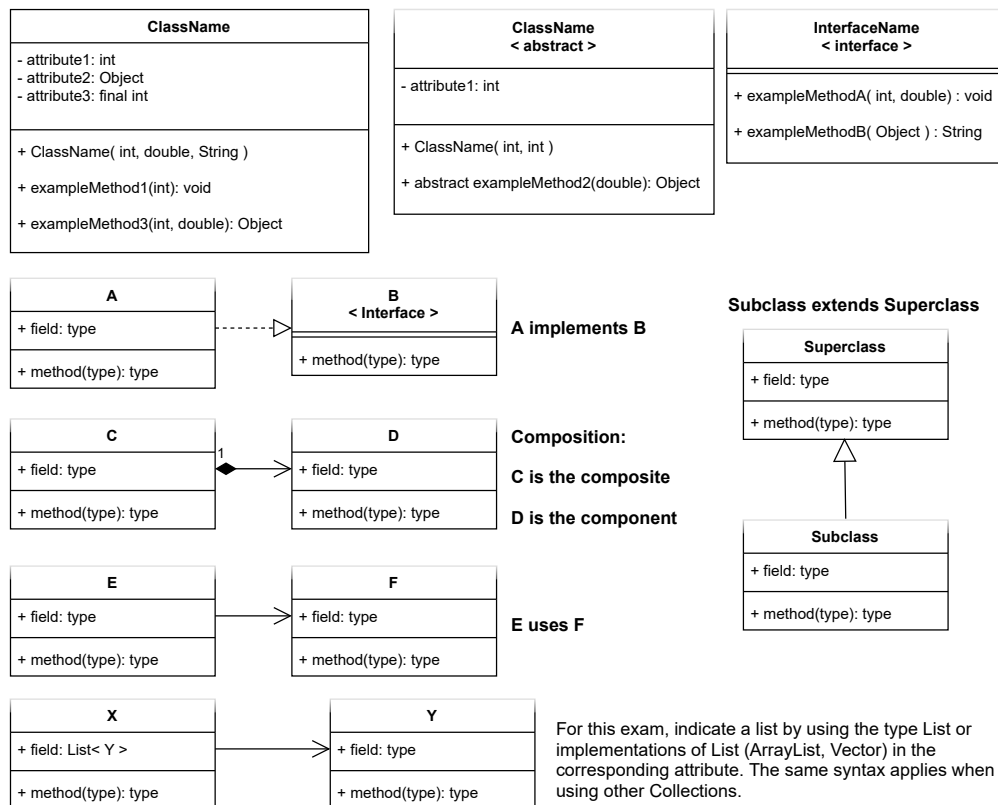 ClassName
- attribute1: int
- attribute2: Object
- attribute3: final int
+ ClassName( int, double, String )
+ exampleMethod1(int): void
+ exampleMethod3(int, double): Object
ClassName
< abstract >
- attribute1: int
+ ClassName( int, int )
+ abstract exampleMethod2(double): Object
InterfaceName
< interface >
+ exampleMethodA( int, double) : void
+ exampleMethodB( Object ) : String
A
+ field: type
+ method(type): type
B
< Interface >
+ method(type): type
A implements B
Subclass extends Superclass
Superclass
+ field: type
+ method(type): type
Subclass
+ field: type
+ method(type): type
C
+ field: type
+ method(type): type
1
D
+ field: type
+ method(type): type
Composition:
C is the composite
D is the component
E
+ field: type
+ method(type): type
F
+ field: type
+ method(type): type
E uses F
X
+ field: List< Y >
+ method(type): type
Y
+ field: type
+ method(type): type
For this exam, indicate a list by using the type List or
implementations of List (ArrayList, Vector) in the
corresponding attribute. The same syntax applies when
using other Collections.